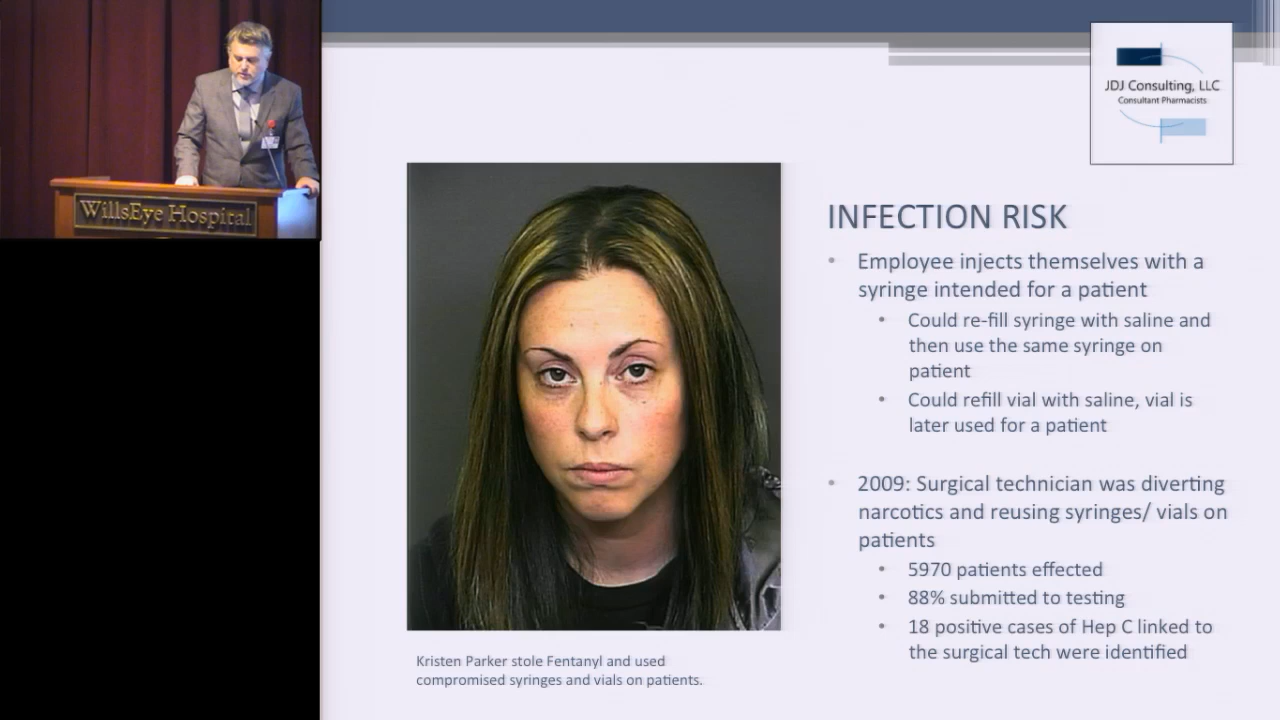 WillsEye Hospital
JDJ Consulting, LLC
Consultant Pharmacists
INFECTION RISK
• Employee injects themselves with a
syringe intended for a patient
• Could re-fill syringe with saline and
then use the same syringe on
patient
• Could refill vial with saline, vial is
later used for a patient
• 2009: Surgical technician was diverting
narcotics and reusing syringes/ vials on
patients
• 5970 patients effected
• 88% submitted to testing
• 18 positive cases of Hep C linked to
the surgical tech were identified
Kristen Parker stole Fentanyl and used
compromised syringes and vials on patients.